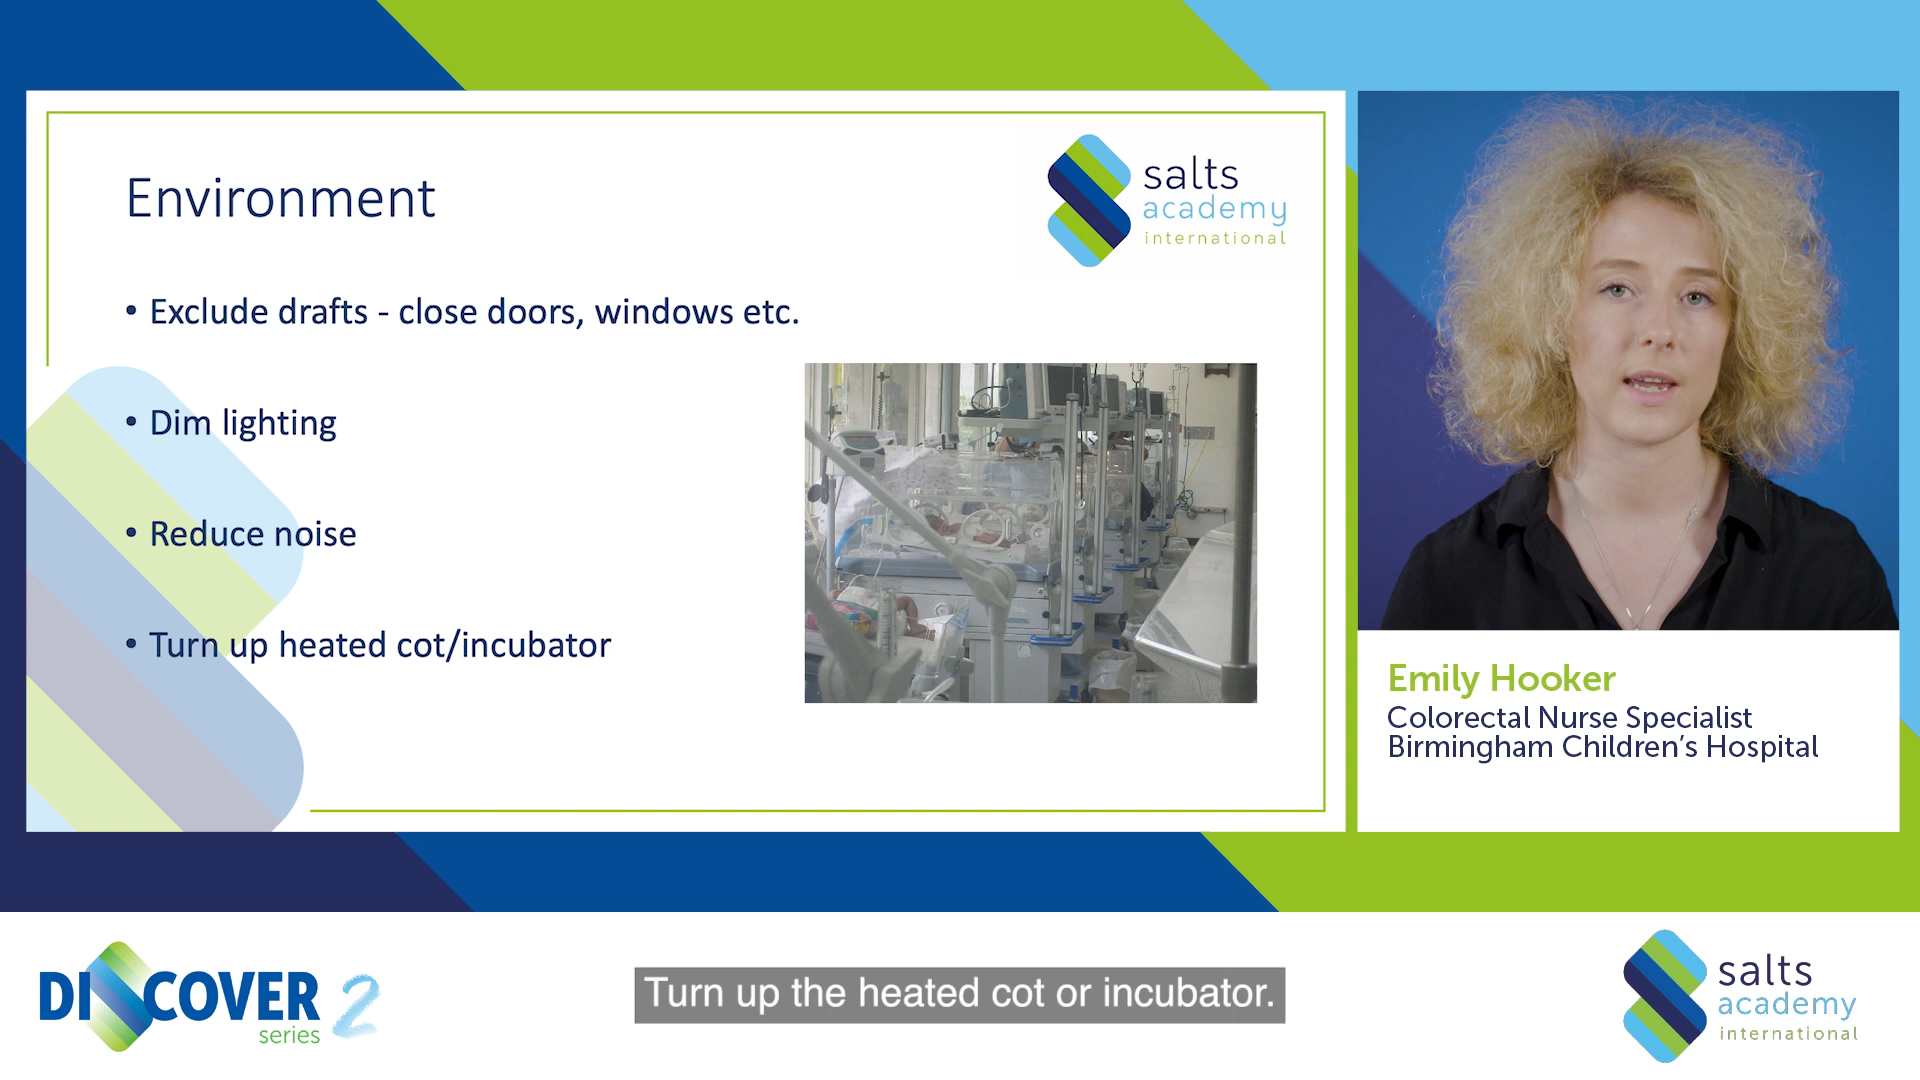 Environment
salts
academy
international
• Exclude drafts - close doors, windows etc.
• Dim lighting
• Reduce noise
• Turn up heated cot/incubator
Emily Hooker
Colorectal Nurse Specialist
Birmingham Children's Hospital
DISCOVER 2
series
Turn up the heated cot or incubator.
salts
academy
international